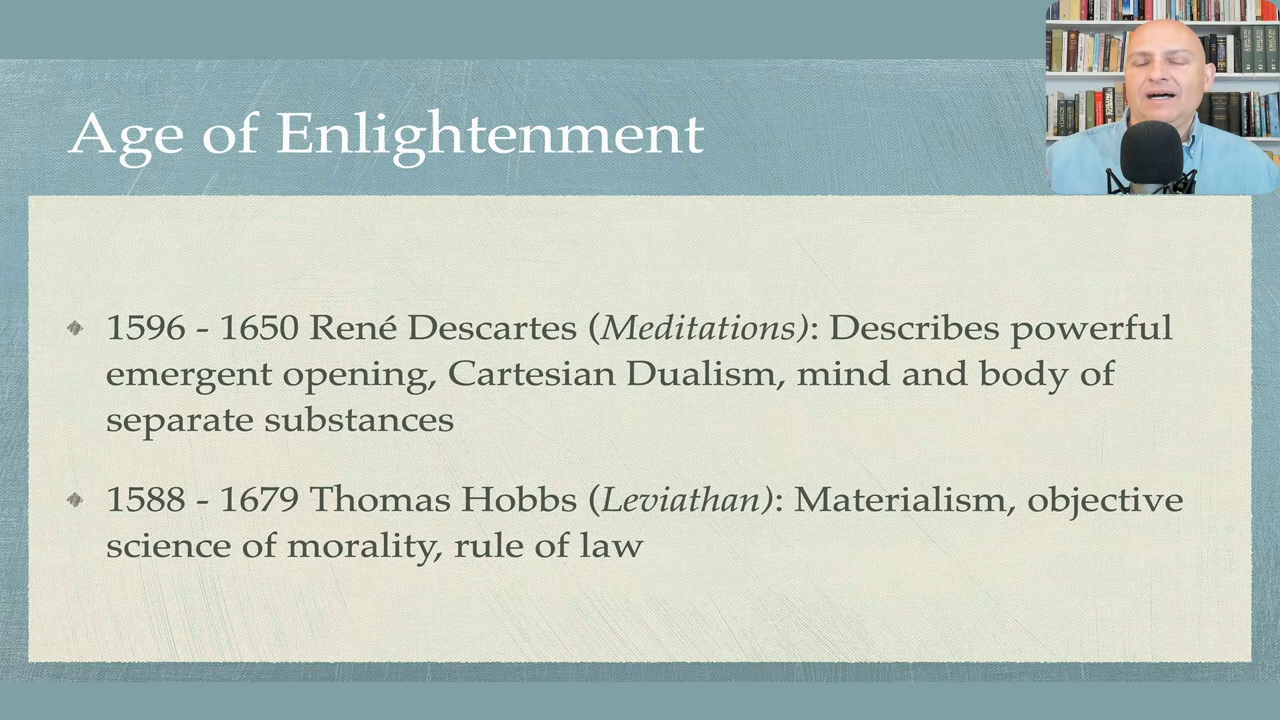 Age of Enlightenment
1596 - 1650 René Descartes (Meditations): Describes powerful
emergent opening, Cartesian Dualism, mind and body of
separate substances
1588 - 1679 Thomas Hobbs (Leviathan): Materialism, objective
science of morality, rule of law